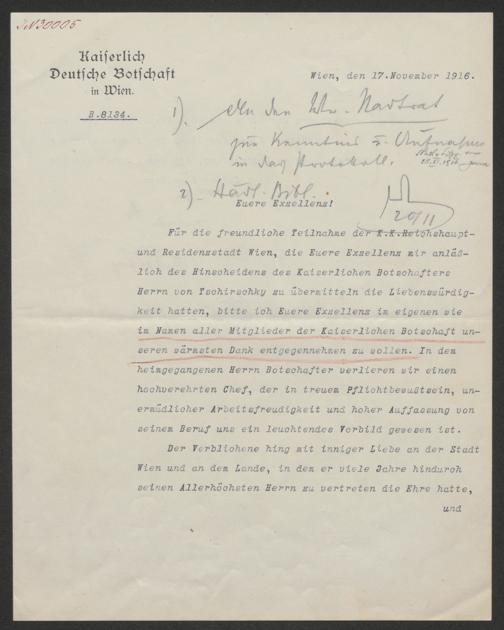 Kaiserlich
Deutsche Botschaft
in Wien.
B.8134.
Wien, den 17.November 1916.
1). An den Wr. Stadtrat
zur Kenntnis u. Aufnahme
in das Protokoll.
2). Städt. Bibl.
20/11
Euere Exzellenz!
Für die freundliche Teilnahme der K.K.Reichshaupt-
und Residenzstadt Wien, die Euere Exzellenz mir anläß-
lich des Hinscheidens des Kaiserlichen Botschafters
Herrn von Tschirschky zu übermitteln die Liebenswürdig-
keit hatten, bitte ich Euere Exzellenz im eigenen wie
im Namen aller Mitglieder der Kaiserlichen Botschaft un-
seren wärmsten Dank entgegennehmen zu wollen. In dem
heimgegangenen Herrn Botschafter verlieren wir einen
hochverehrten Chef, der in treuem Pflichtbewußtsein, un-
ermüdlicher Arbeitsfreudigkeit und hoher Auffassung von
seinem Beruf uns ein leuchtendes Vorbild gewesen ist.
Der Verblichene hing mit inniger Liebe an der Stadt
Wien und an dem Lande, in dem er viele Jahre hindurch
seinen Allerhöchsten Herrn zu vertreten die Ehre hatte,
und